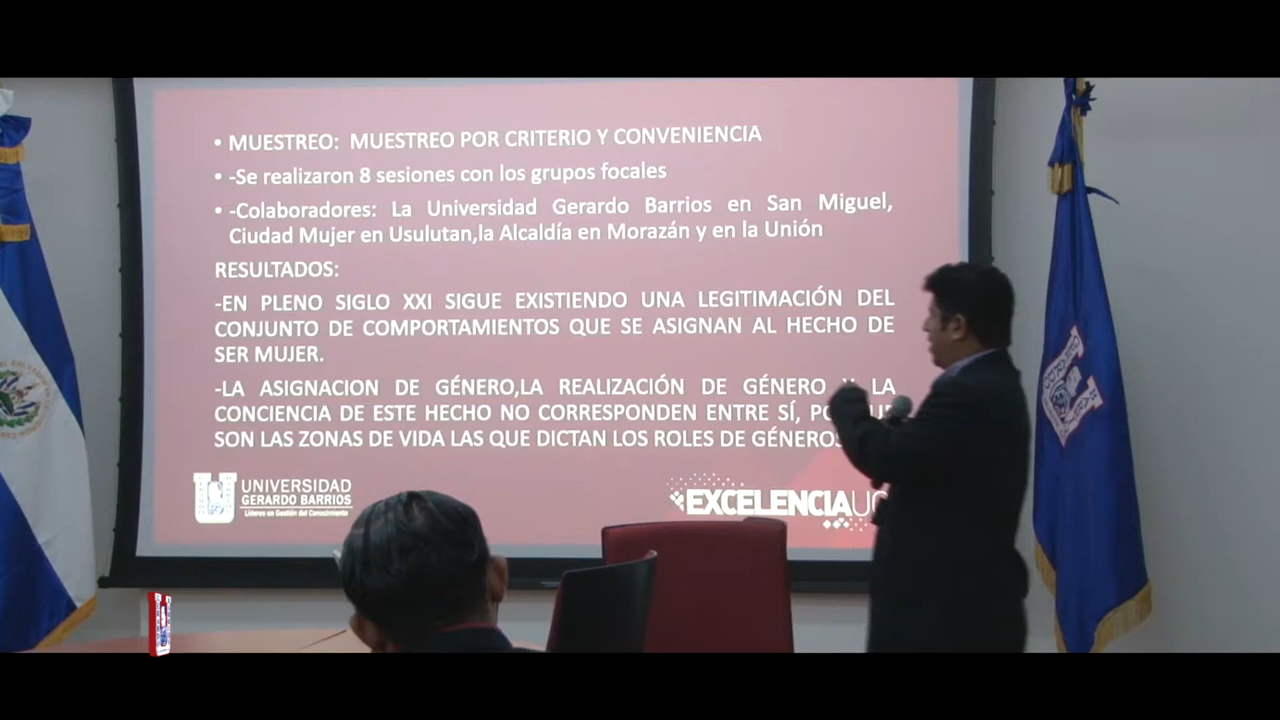 • MUESTREO: MUESTREO POR CRITERIO Y CONVENIENCIA
• -Se realizaron 8 sesiones con los grupos focales
• -Colaboradores: La Universidad Gerardo Barrios en San Miguel,
Ciudad Mujer en Usulutan,la Alcaldía en Morazán y en la Unión
RESULTADOS:
-EN PLENO SIGLO XXI SIGUE EXISTIENDO UNA LEGITIMACIÓN DEL
CONJUNTO DE COMPORTAMIENTOS QUE SE ASIGNAN AL HECHO DE
SER MUJER.
-LA ASIGNACION DE GÉNERO,LA REALIZACIÓN DE GÉNERO Y LA
CONCIENCIA DE ESTE HECHO NO CORRESPONDEN ENTRE SÍ,
SON LAS ZONAS DE VIDA LAS QUE DICTAN LOS ROLES DE GÉNEROS
UNIVERSIDAD
GERARDO BARRIOS
Líderes en Gestión del Conocimiento
EXCELENCIA